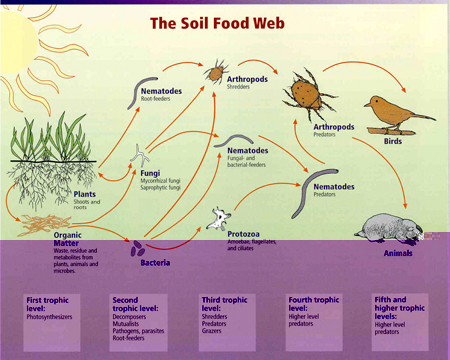 The Soil Food Web
Nematodes
Root-feeders
Arthropods
Shredders
Arthropods
Predators
Birds
Fungi
Mycorrhizal fungi
Saprophytic fungi
Nematodes
Fungal- and
bacterial-feeders
Nematodes
Predators
Plants
Shoots and
roots
Organic
Matter
Waste, residue and
metabolites from
plants, animals and
microbes.
Bacteria
Protozoa
Amoebae, flagellates,
and ciliates
Animals
First trophic
level:
Photosynthesizers
Second
trophic level:
Decomposers
Mutualists
Pathogens, parasites
Root-feeders
Third trophic
level:
Shredders
Predators
Grazers
Fourth trophic
level:
Higher level
predators
Fifth and
higher trophic
levels:
Higher level
predators